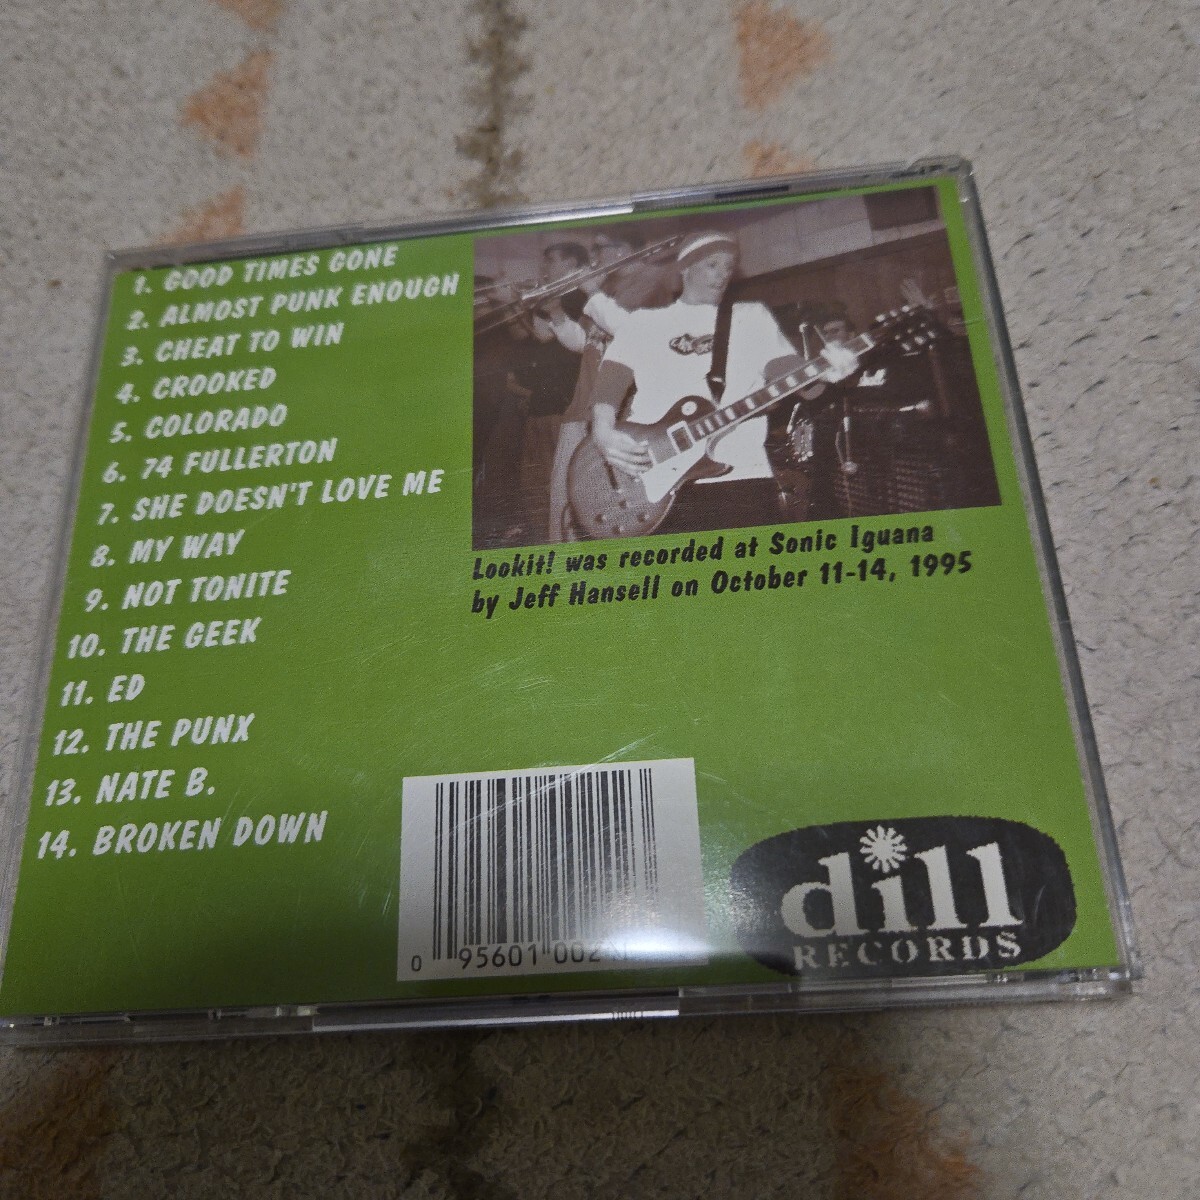 1. GOOD TIMES GONE
2. ALMOST PUNK ENOUGH
3. CHEAT TO WIN
4. CROOKED
5. COLORADO
6. 74 FULLERTON
7. SHE DOESN'T LOVE ME
8. MY WAY
9. NOT TONITE
10. THE GEEK
11. ED
12. THE PUNX
13. NATE B.
14. BROKEN DOWN
Lookit! was recorded at Sonic Iguana
by Jeff Hansell on October 11-14, 1995
0 95601 002
dill
RECORDS